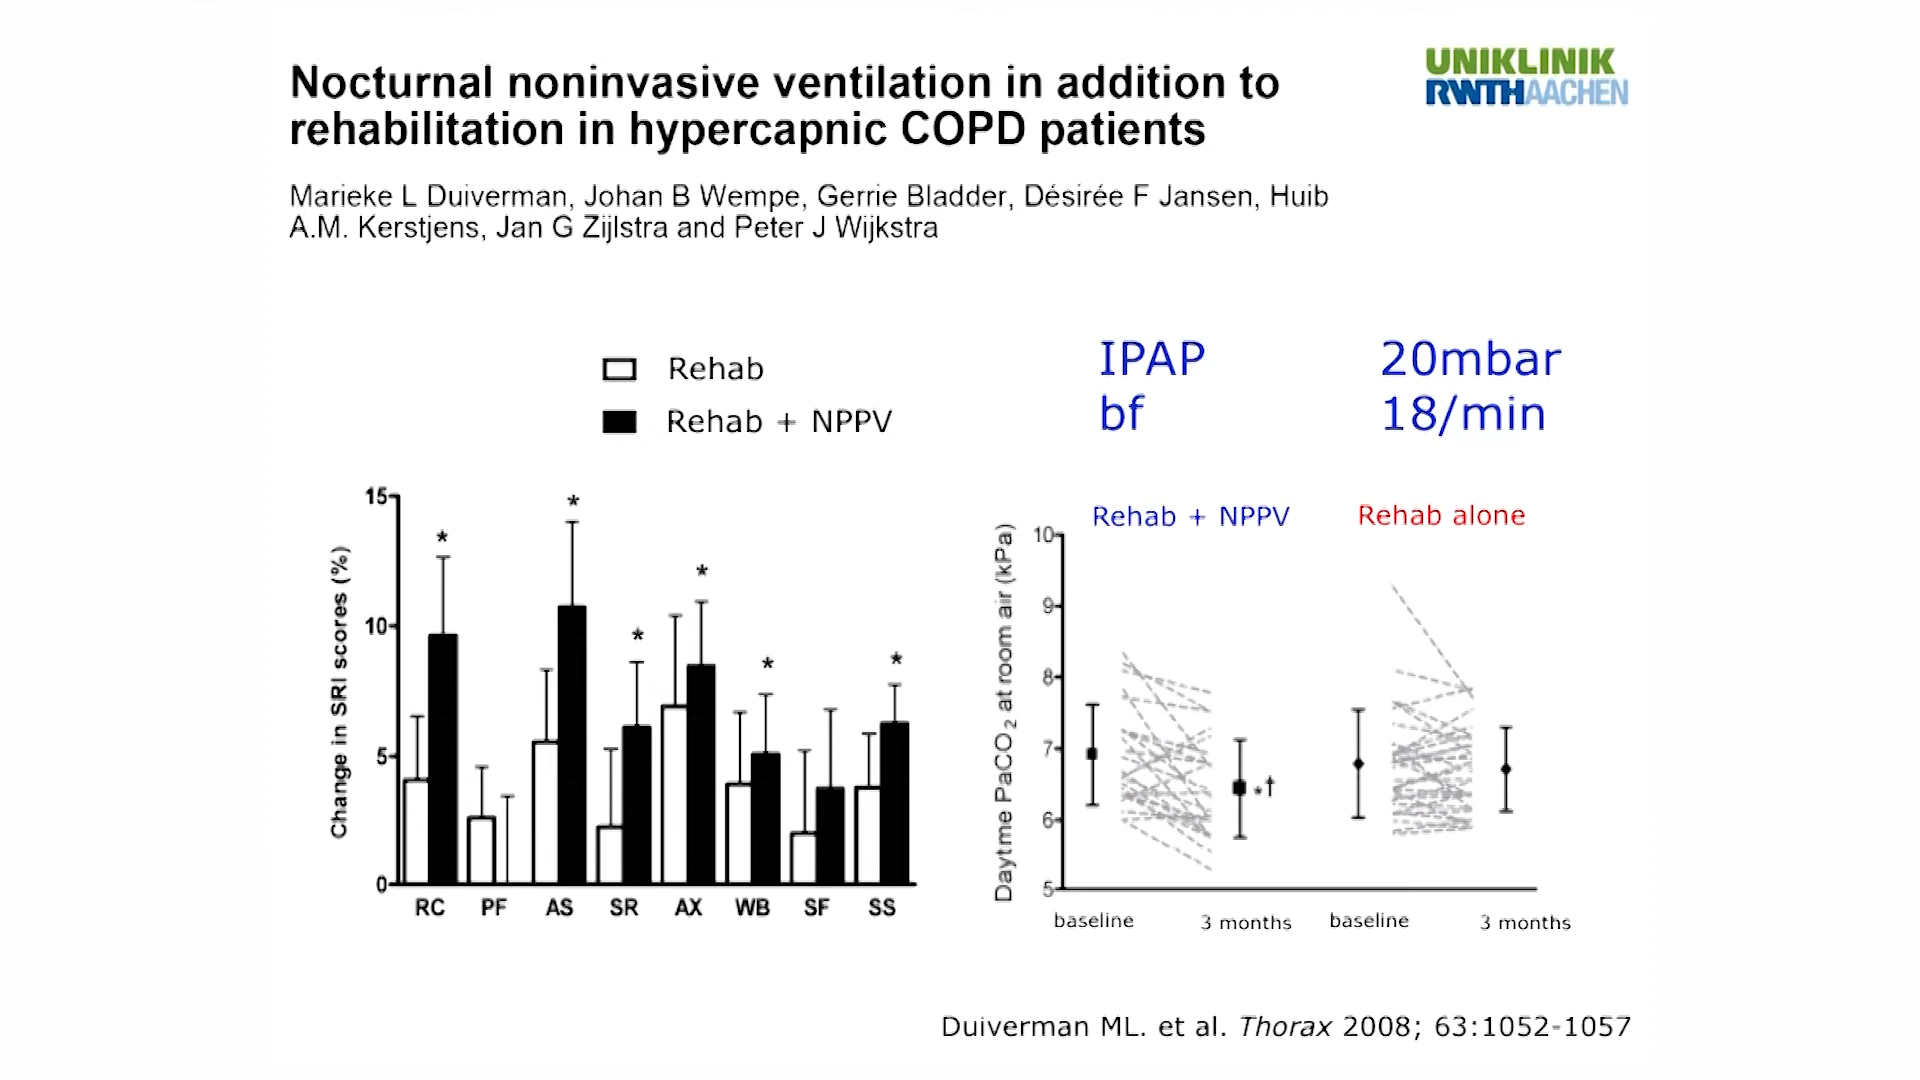 Nocturnal noninvasive ventilation in addition to
rehabilitation in hypercapnic COPD patients
UNIKLINIK
RWTHAACHEN
Marieke L Duiverman, Johan B Wempe, Gerrie Bladder, Désirée F Jansen, Huib
A.M. Kerstjens, Jan G Zijlstra and Peter J Wijkstra
Rehab
Rehab + NPPV
IPAP 20mbar
bf 18/min
Change in SRI scores (%)
15
10
5
0
* * * * * *
RC PF AS SR AX WB SF SS
Rehab + NPPV Rehab alone
Daytme PaCO2 at room air (kPa)
10
9
8
7
6
5
*†
baseline 3 months baseline 3 months
Duiverman ML. et al. Thorax 2008; 63:1052-1057